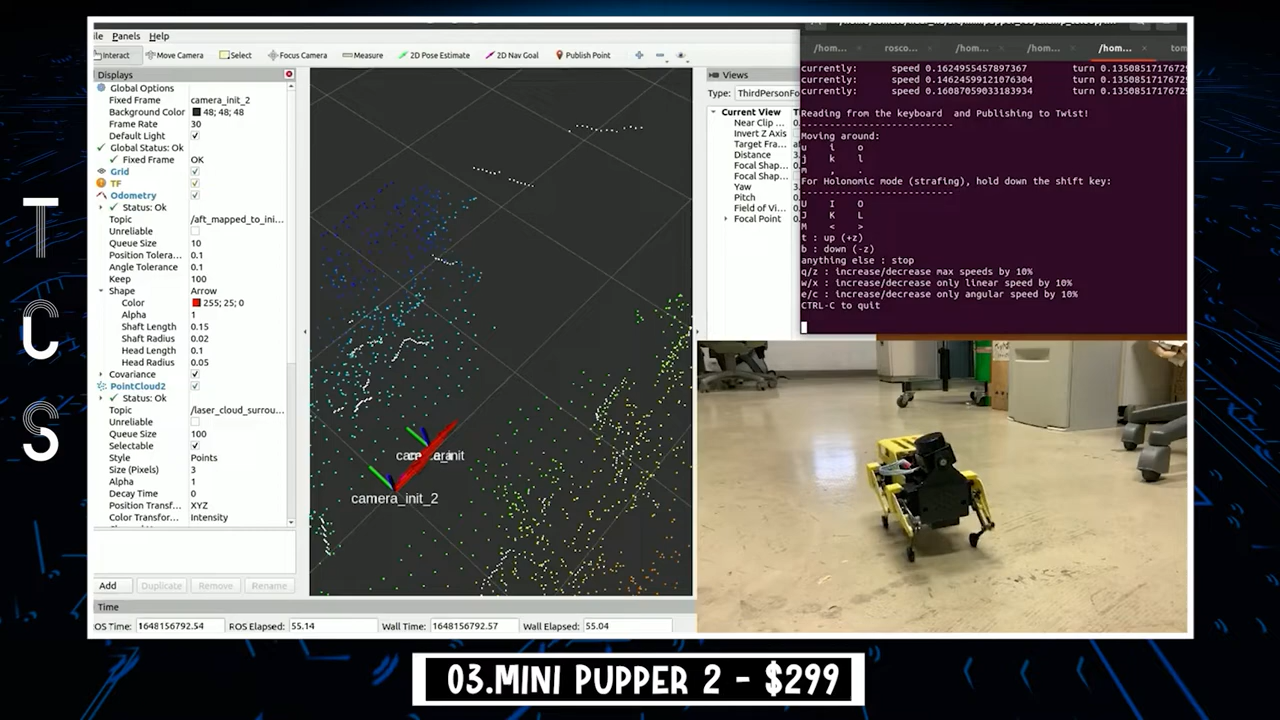 T
C
S
ile Panels Help
Interact Move Camera Select Focus Camera Measure 2D Pose Estimate 2D Nav Goal Publish Point
Displays
Global Options
Fixed Frame camera_init_2
Background Color 48; 48; 48
Frame Rate 30
Default Light
Global Status: Ok
Fixed Frame OK
Grid
TF
Odometry
Status: Ok
Topic /aft_mapped_to_ini...
Unreliable
Queue Size 10
Position Tolera... 0.1
Angle Tolerance 0.1
Keep 100
Shape Arrow
Color 255; 25; 0
Alpha 1
Shaft Length 0.15
Shaft Radius 0.02
Head Length 0.1
Head Radius 0.05
Covariance
PointCloud2
Status: Ok
Topic /laser_cloud_surrou...
Unreliable
Queue Size 100
Selectable
Style Points
Size (Pixels) 3
Alpha 1
Decay Time 0
Position Transf... XYZ
Color Transfor... Intensity
Add Duplicate Remove Rename
camera_init_2
Views
Type: ThirdPersonFo
Current View
Near Clip ...
Invert Z Axis
Target Fra...
Distance
Focal Shap...
Focal Shap...
Yaw
Pitch
Field of Vi...
Focal Point
/hom... rosco... /hom... /hom... /hom... tom
currently: speed 0.1624955457897367 turn 0.1350851717672
currently: speed 0.14624599121076304 turn 0.1350851717672
currently: speed 0.16087059033183934 turn 0.1350851717672
Reading from the keyboard and Publishing to Twist!
---------------------------
Moving around:
u i o
j k l
M , .
For Holonomic mode (strafing), hold down the shift key:
---------------------------
U I O
J K L
M < >
t : up (+z)
b : down (-z)
anything else : stop
q/z : increase/decrease max speeds by 10%
w/x : increase/decrease only linear speed by 10%
e/c : increase/decrease only angular speed by 10%
CTRL-C to quit
Time
OS Time: 1648156792.54 ROS Elapsed: 55.14 Wall Time: 1648156792.57 Wall Elapsed: 55.04
03.MINI PUPPER 2 - $299